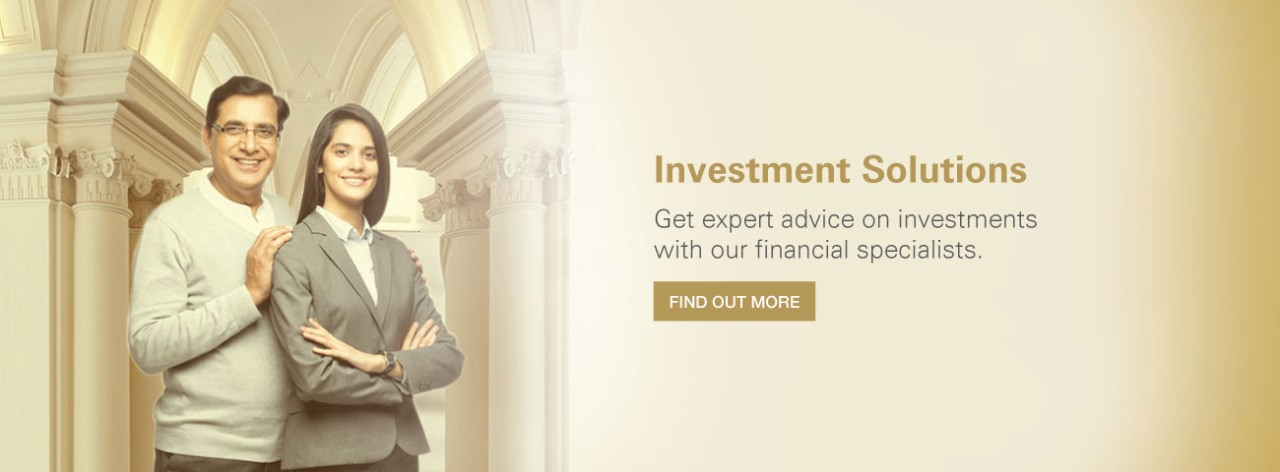 Investment Solutions
Get expert advice on investments
with our financial specialists.
FIND OUT MORE